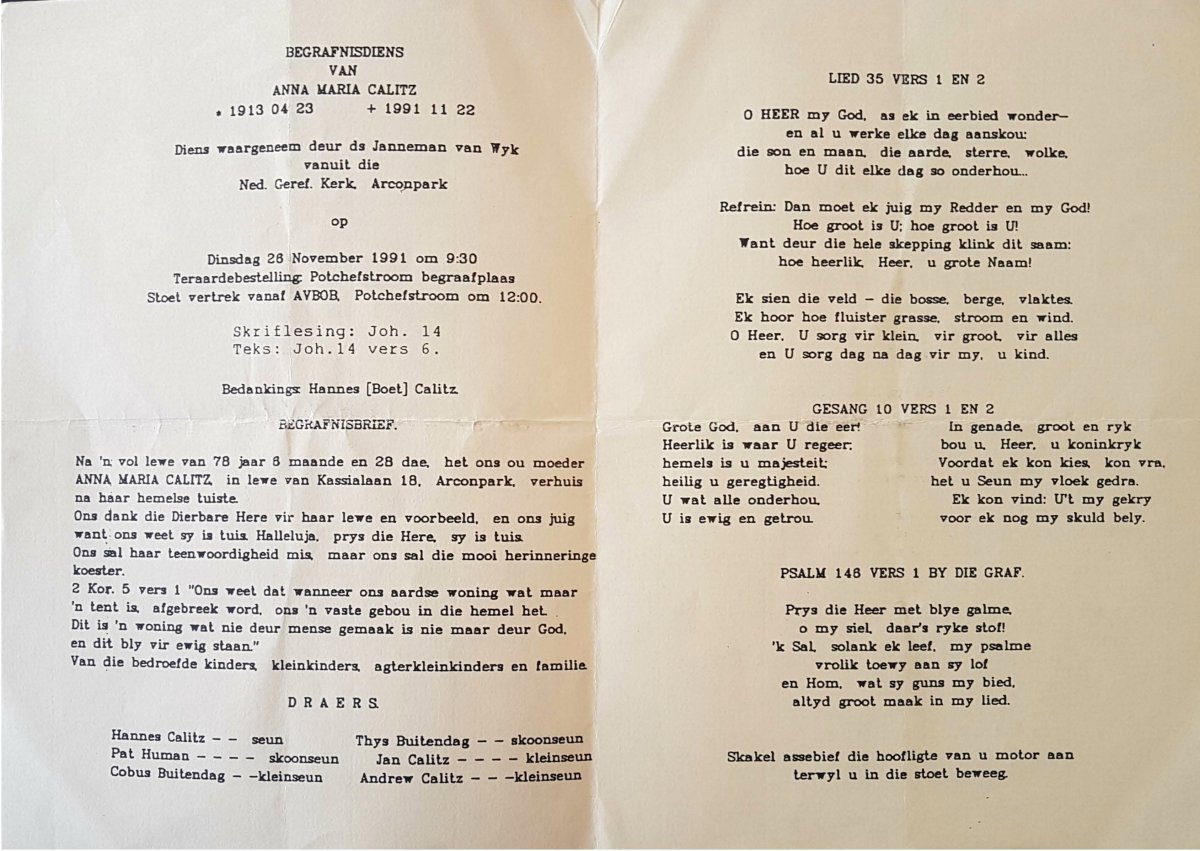 BEGRAFNISDIENS
VAN
ANNA MARIA CALITZ
* 1913 04 23 + 1991 11 22
Diens waargeneem deur ds Janneman van Wyk
vanuit die
Ned. Geref. Kerk, Arconpark
op
Dinsdag 26 November 1991 om 9:30
Teraardebestelling: Potchefstroom begraafplaas
Stoet vertrek vanaf AVBOB, Potchefstroom om 12:00.
Skriflesing: Joh. 14
Teks: Joh.14 vers 6.
Bedankings: Hannes [Boet] Calitz.
BEGRAFNISBRIEF.
Na 'n vol lewe van 78 jaar 6 maande en 28 dae, het ons ou moeder
ANNA MARIA CALITZ, in lewe van Kassialaan 18, Arconpark, verhuis
na haar hemelse tuiste.
Ons dank die Dierbare Here vir haar lewe en voorbeeld, en ons juig
want ons weet sy is tuis. Halleluja, prys die Here, sy is tuis.
Ons sal haar teenwoordigheid mis, maar ons sal die mooi herinneringe
koester.
2 Kor. 5 vers 1 "Ons weet dat wanneer ons aardse woning wat maar
'n tent is, afgebreek word, ons 'n vaste gebou in die hemel het.
Dit is 'n woning wat nie deur mense gemaak is nie maar deur God,
en dit bly vir ewig staan."
Van die bedroefde kinders, kleinkinders, agterkleinkinders en familie.
D R A E R S.
Hannes Calitz - - seun Thys Buitendag - - skoonseun
Pat Human - - - - skoonseun Jan Calitz - - - - kleinseun
Cobus Buitendag - -kleinseun Andrew Calitz - - -kleinseun
LIED 35 VERS 1 EN 2
O HEER my God, as ek in eerbied wonder-
en al u werke elke dag aanskou:
die son en maan, die aarde, sterre, wolke,
hoe U dit elke dag so onderhou...
Refrein: Dan moet ek juig my Redder en my God!
Hoe groot is U; hoe groot is U!
Want deur die hele skepping klink dit saam:
hoe heerlik, Heer, u grote Naam!
Ek sien die veld - die bosse, berge, vlaktes.
Ek hoor hoe fluister grasse, stroom en wind.
O Heer, U sorg vir klein, vir groot, vir alles
en U sorg dag na dag vir my, u kind.
GESANG 10 VERS 1 EN 2
Grote God, aan U die eer!
Heerlik is waar U regeer;
hemels is u majesteit;
heilig u geregtigheid.
U wat alle onderhou,
U is ewig en getrou.
In genade, groot en ryk
bou u, Heer, u koninkryk
Voordat ek kon kies, kon vra,
het u Seun my vloek gedra.
Ek kon vind: U't my gekry
voor ek nog my skuld bely.
PSALM 146 VERS 1 BY DIE GRAF.
Prys die Heer met blye galme,
o my siel, daar's ryke stof!
'k Sal, solank ek leef, my psalme
vrolik toewy aan sy lof
en Hom, wat sy guns my bied,
altyd groot maak in my lied.
Skakel assebief die hoofligte van u motor aan
terwyl u in die stoet beweeg.